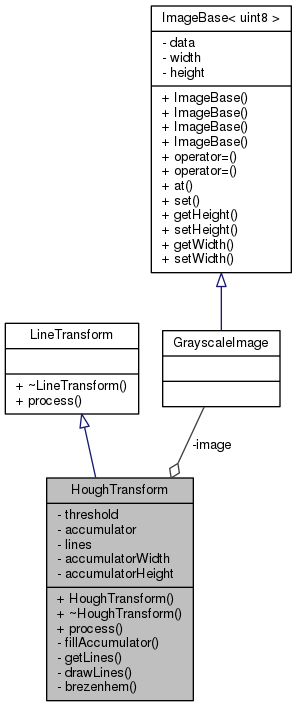 ImageBase< uint8 >
- data
- width
- height
+ ImageBase()
+ ImageBase()
+ ImageBase()
+ ImageBase()
+ operator=()
+ operator=()
+ at()
+ set()
+ getHeight()
+ setHeight()
+ getWidth()
+ setWidth()
LineTransform
+ ~LineTransform()
+ process()
GrayscaleImage
-image
HoughTransform
- threshold
- accumulator
- lines
- accumulatorWidth
- accumulatorHeight
+ HoughTransform()
+ ~HoughTransform()
+ process()
- fillAccumulator()
- getLines()
- drawLines()
- brezenhem()